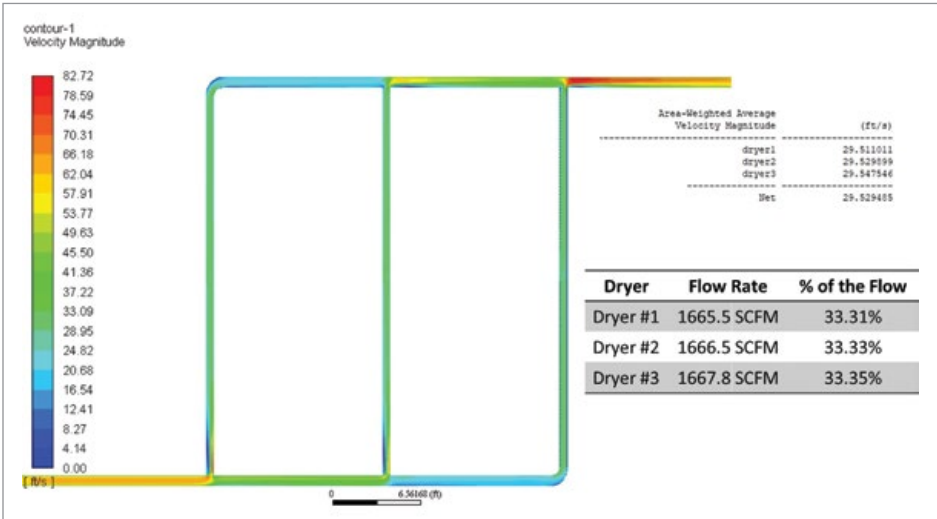 contour-1
Velocity Magnitude
82.72
78.59
74.45
70.31
66.18
62.04
57.91
53.77
49.63
45.50
41.36
37.22
33.09
28.95
24.82
20.68
16.54
12.41
8.27
4.14
0.00
[ ft/s ]
Area-Weighted Average
Velocity Magnitude (ft/s)
dryer1 29.511011
dryer2 29.529899
dryer3 29.547546
Net 29.529485
Dryer Flow Rate % of the Flow
Dryer #1 1665.5 SCFM 33.31%
Dryer #2 1666.5 SCFM 33.33%
Dryer #3 1667.8 SCFM 33.35%
0 6.56168 (ft)